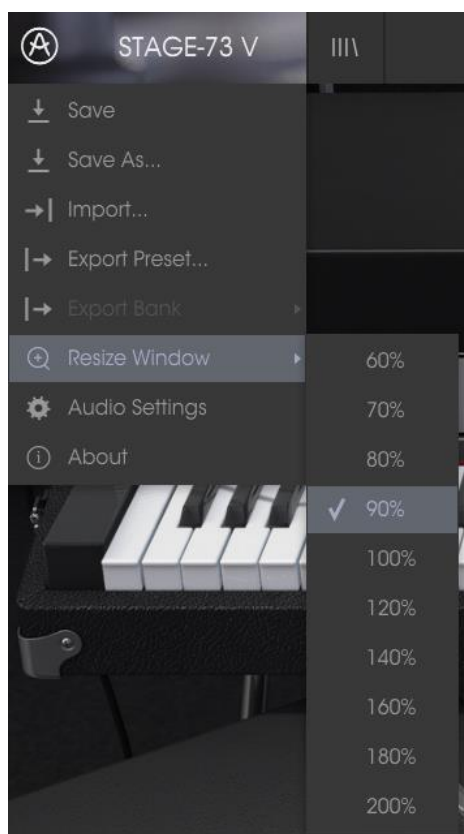 STAGE-73 V
Save
Save As...
Import...
Export Preset...
Export Bank
Resize Window
60%
70%
Audio Settings
80%
About
90%
100%
120%
140%
160%
180%
200%